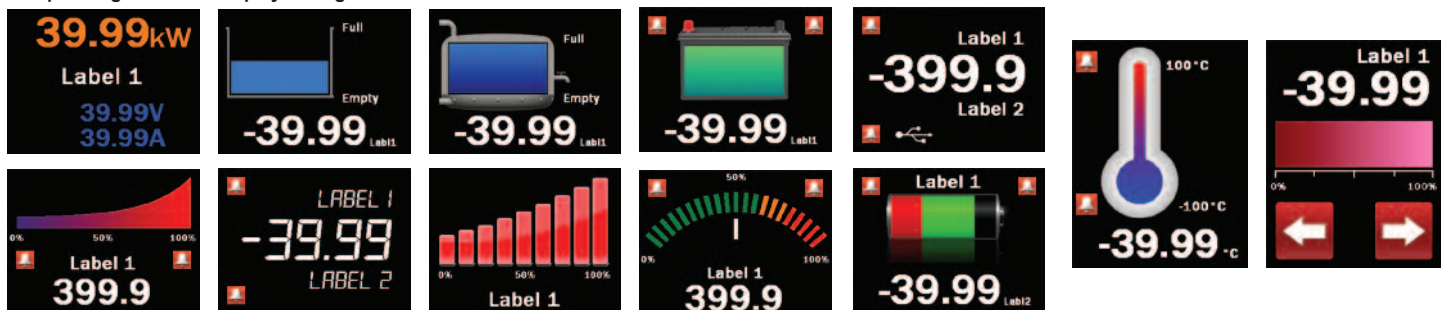 39.99kW
Label 1
39.99V
39.99A
Full
Empty
-39.99 Labl1
Full
Empty
-39.99 Labl1
-39.99 Labl1
Label 1
-399.9
Label 2
100°C
-100°C
-39.99 °C
Label 1
-39.99
0% 100%
0% 50% 100%
Label 1
399.9
LABEL 1
-39.99
LABEL 2
0% 50% 100%
Label 1
50%
0% 100%
Label 1
399.9
Label 1
-39.99 Labl2